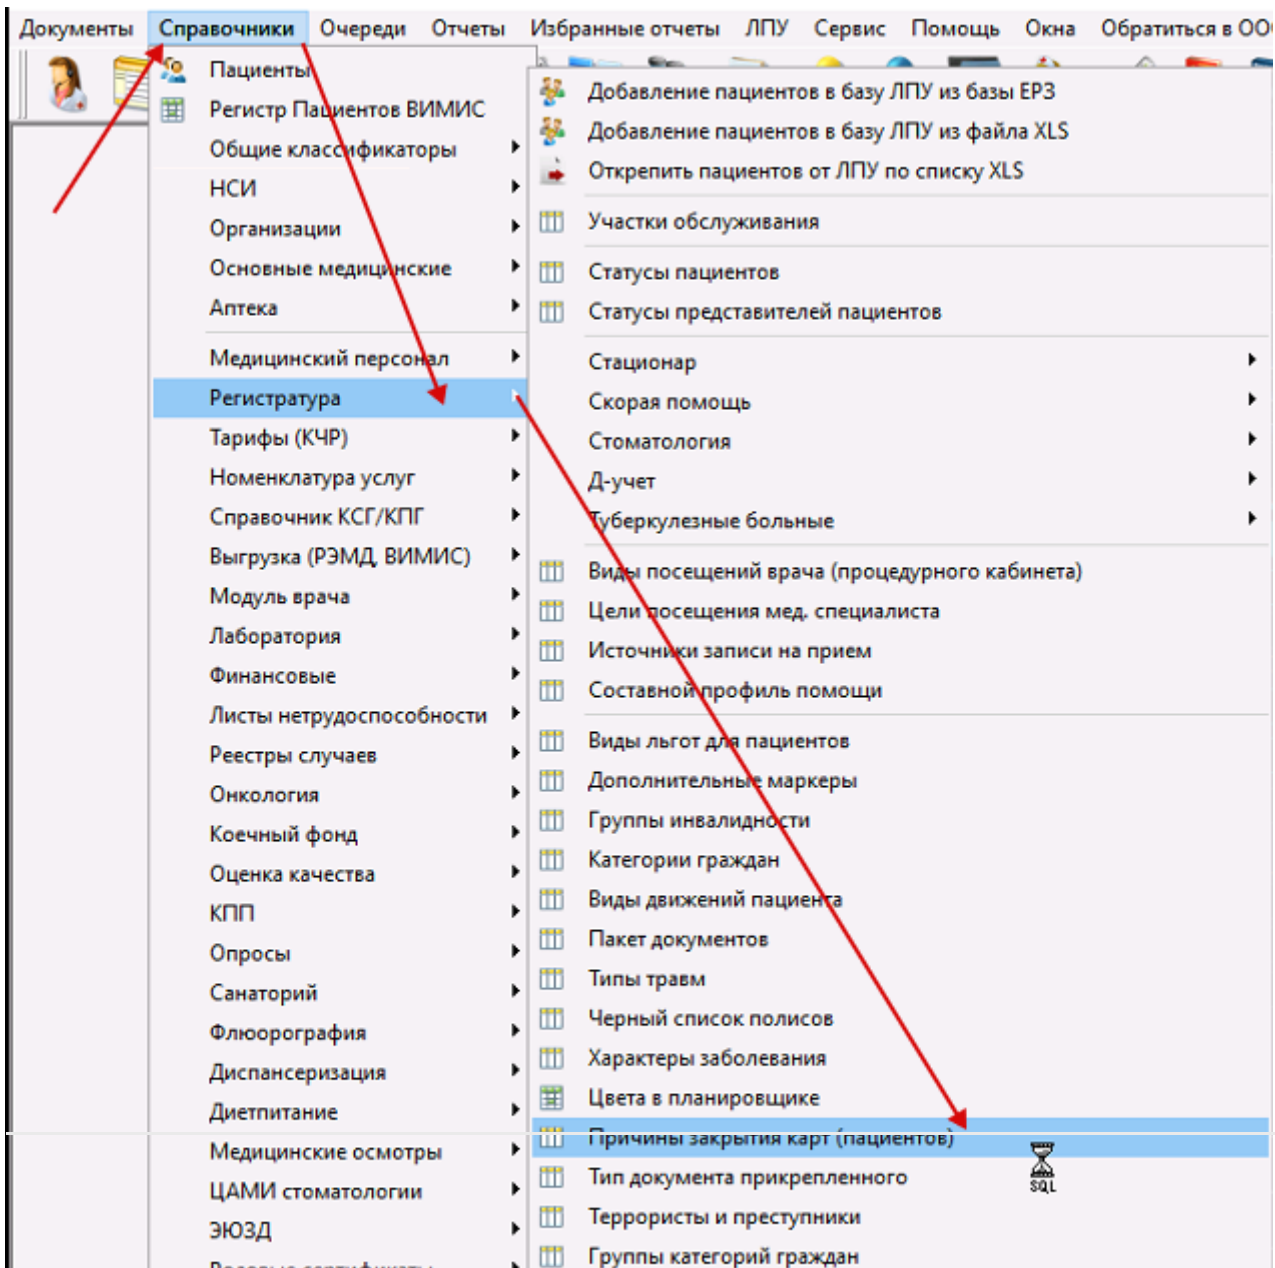 Документы Справочники Очереди Отчеты Избранные отчеты ЛПУ Сервис Помощь Окна Обратиться в ООО
Пациенты
Регистр Пациентов ВИМИС
Общие классификаторы
НСИ
Организации
Основные медицинские
Аптека
Медицинский персонал
Регистратура
Тарифы (КЧР)
Номенклатура услуг
Справочник КСГ/КПГ
Выгрузка (РЭМД, ВИМИС)
Модуль врача
Лаборатория
Финансовые
Листы нетрудоспособности
Реестры случаев
Онкология
Коечный фонд
Оценка качества
КПП
Опросы
Санаторий
Флюорография
Диспансеризация
Диетпитание
Медицинские осмотры
ЦАМИ стоматологии
ЭЮЗД
Добавление пациентов в базу ЛПУ из базы ЕРЗ
Добавление пациентов в базу ЛПУ из файла XLS
Открепить пациентов от ЛПУ по списку XLS
Участки обслуживания
Статусы пациентов
Статусы представителей пациентов
Стационар
Скорая помощь
Стоматология
Д-учет
Туберкулезные больные
Виды посещений врача (процедурного кабинета)
Цели посещения мед. специалиста
Источники записи на прием
Составной профиль помощи
Виды льгот для пациентов
Дополнительные маркеры
Группы инвалидности
Категории граждан
Виды движений пациента
Пакет документов
Типы травм
Черный список полисов
Характеры заболевания
Цвета в планировщике
Причины закрытия карт (пациентов)
SQL
Тип документа прикрепленного
Террористы и преступники
Группы категорий граждан